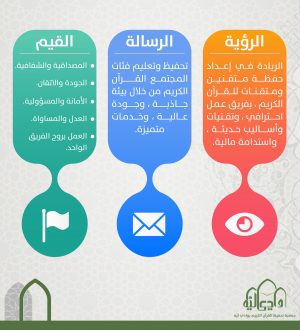 الرؤية
الريادة في إعداد
حفظة متقنين
ومتقنات للقرآن
الكريم ، بفريق عمل
احترافي ، وتقنيات
وأساليب حديثة ،
واستدامة مالية.
الرسالة
تحفيظ وتعليم فئات
المجتمع القرآن
الكريم من خلال بيئة
جاذبة ، وجودة
عالية ، وخدمات
متميزة.
القيم
المصداقية والشفافية.
الجودة والاتقان.
الأمانة والمسؤولية.
العدل والمساواة.
العمل بروح الفريق
الواحد.
جمعية تحفيظ القرآن الكريم بوادي ليه